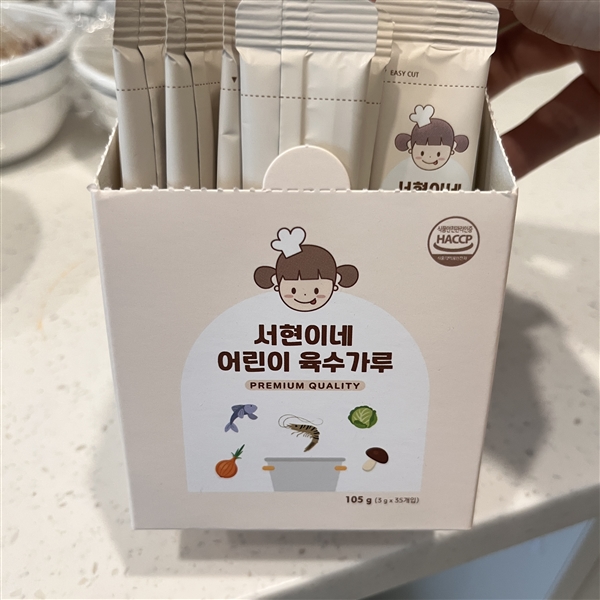 EASY CUT
서현이네
HACCP
서현이네
어린이 육수가루
PREMIUM QUALITY
105 g (3 g x 35개입)